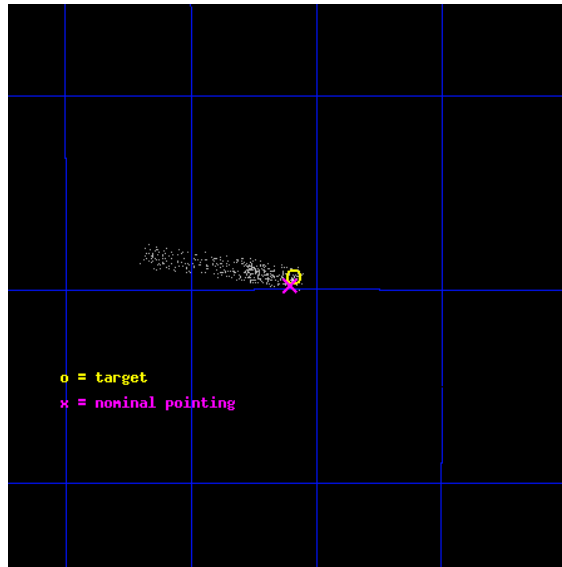 o = target
x = nominal pointing